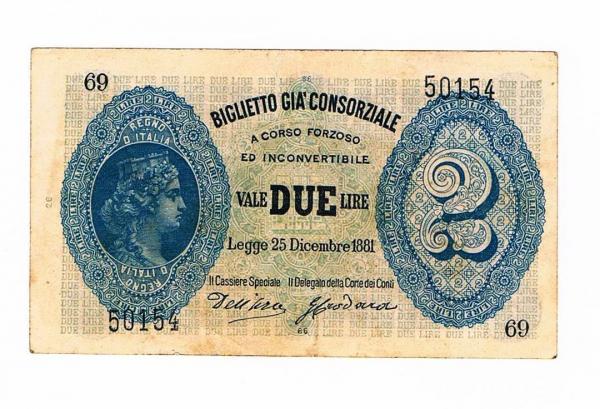 69
50154
BIGLIETTO GIA' CONSORZIALE
A CORSO FORZOSO
ED INCONVERTIBILE
VALE DUE LIRE
Legge 25 Dicembre 1881
Il Cassiere Speciale Il Delegato della Corte dei Conti
REGNO
D'ITALIA
REGNO
D'ITALIA
2
50154
69